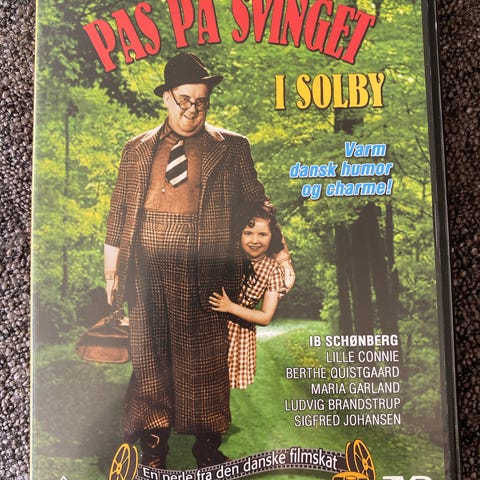 PAS PÅ SVINGET
I SOLBY
Varm
dansk humor
og charme!
IB SCHØNBERG
LILLE CONNIE
BERTHE QUISTGAARD
MARIA GARLAND
LUDVIG BRANDSTRUP
SIGFRED JOHANSEN
En perle fra den danske filmskat